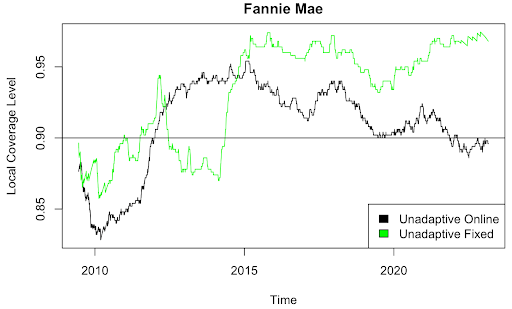 Fannie Mae
Local Coverage Level
0.95
0.90
0.85
Unadaptive Online
Unadaptive Fixed
2010
2015
2020
Time